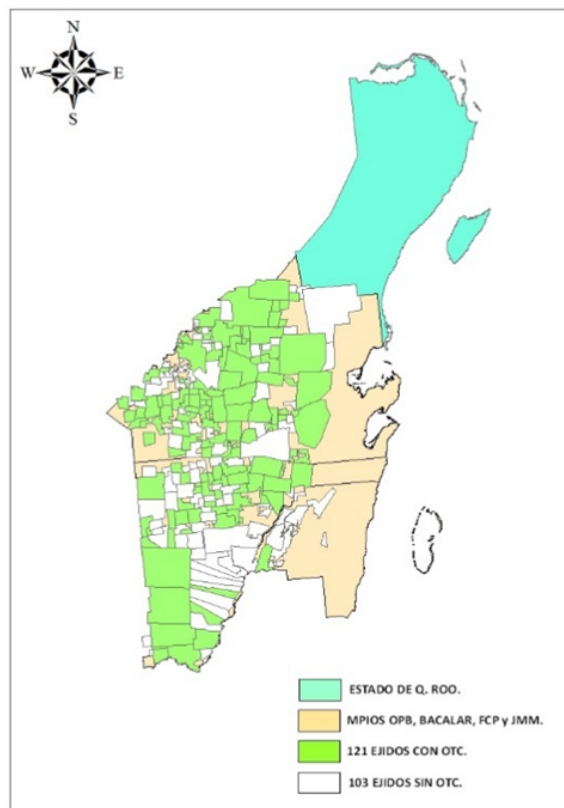 N
W E
S
ESTADO DE Q. ROO.
MPIOS OPB, BACALAR, FCP y JMM.
121 EJIDOS CON OTC.
103 EJIDOS SIN OTC.